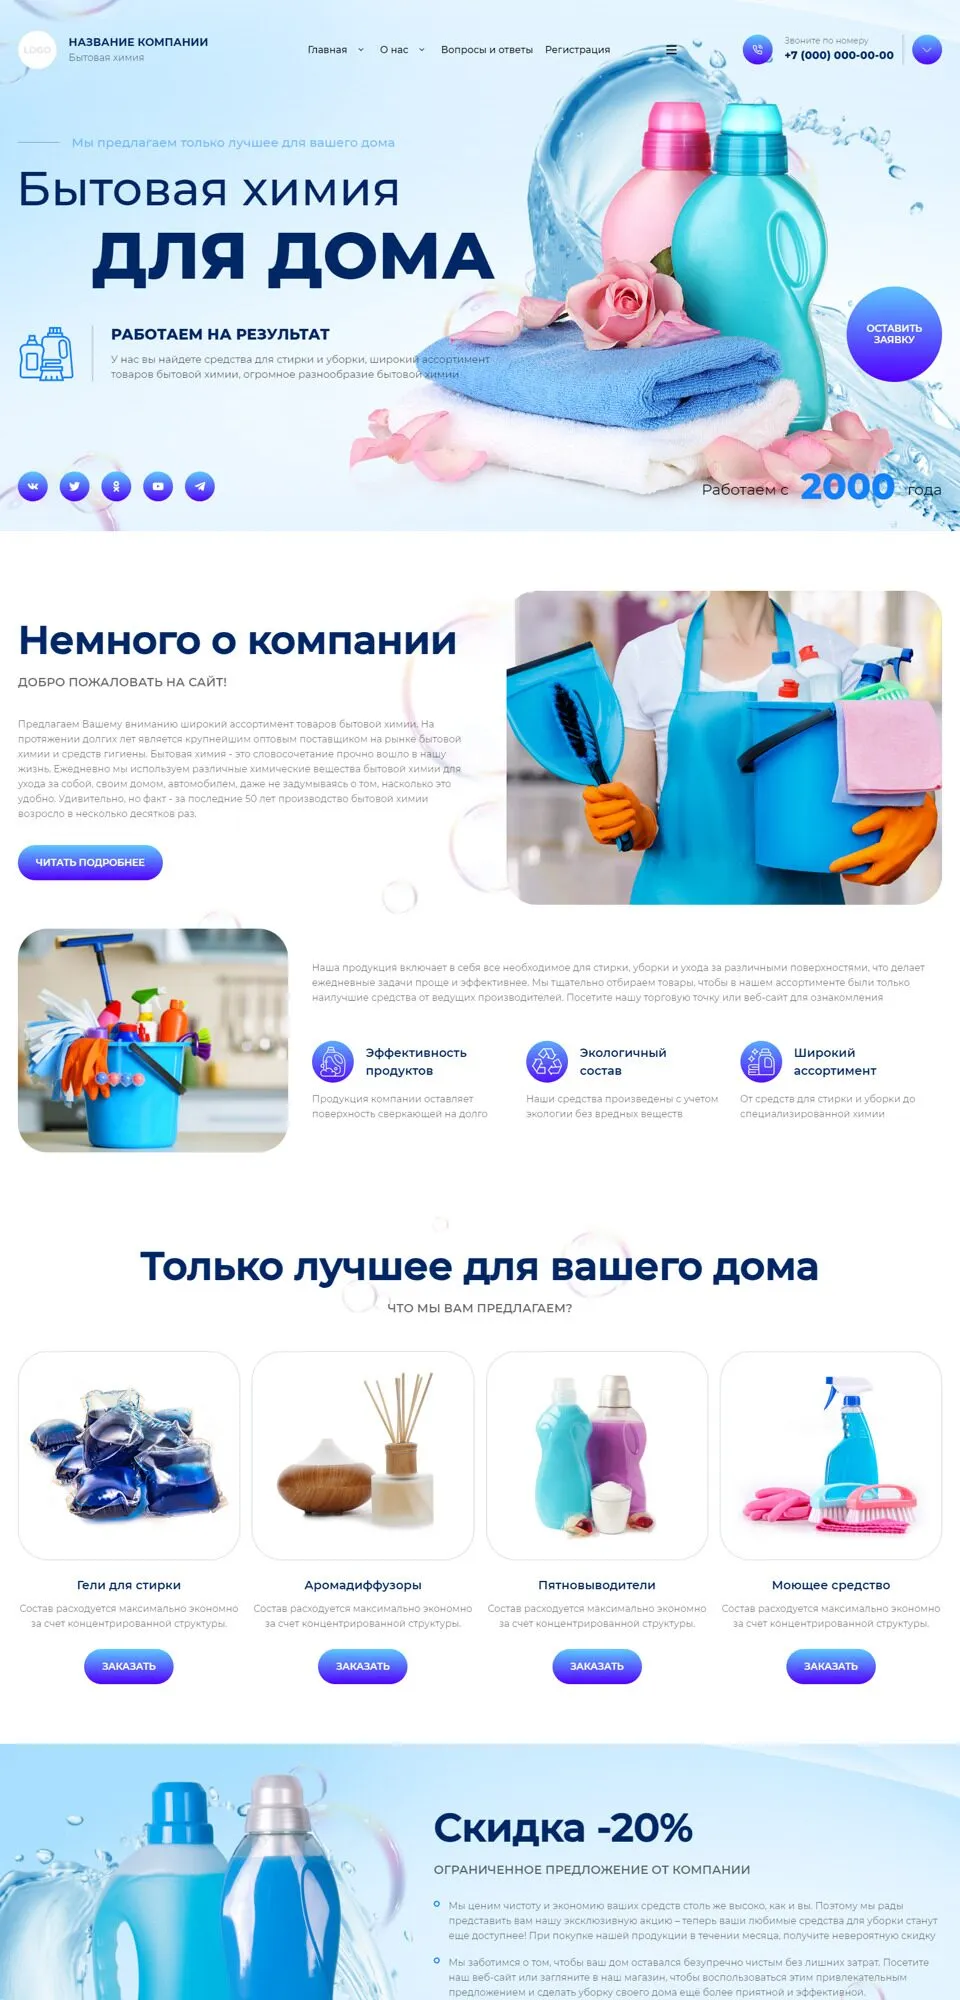 LOGO
НАЗВАНИЕ КОМПАНИИ
Бытовая химия
Главная
О нас
Вопросы и ответы
Регистрация
Звоните по номеру
+7 (000) 000-00-00
Мы предлагаем только лучшее для вашего дома
Бытовая химия
ДЛЯ ДОМА
РАБОТАЕМ НА РЕЗУЛЬТАТ
У нас вы найдете средства для стирки и уборки, широкий ассортимент
товаров бытовой химии, огромное разнообразие бытовой химии
ОСТАВИТЬ
ЗАЯВКУ
Работаем с 2000 года
Немного о компании
ДОБРО ПОЖАЛОВАТЬ НА САЙТ!
Предлагаем Вашему вниманию широкий ассортимент товаров бытовой химии. На
протяжении долгих лет является крупнейшим оптовым поставщиком на рынке бытовой
химии и средств гигиены. Бытовая химия - это словосочетание прочно вошло в нашу
жизнь. Ежедневно мы используем различные химические вещества бытовой химии для
ухода за собой, своим домом, автомобилем, даже не задумываясь о том, насколько это
удобно. Удивительно, но факт - за последние 50 лет производство бытовой химии
возросло в несколько десятков раз.
ЧИТАТЬ ПОДРОБНЕЕ
Наша продукция включает в себя все необходимое для стирки, уборки и ухода за различными поверхностями, что делает
ежедневные задачи проще и эффективнее. Мы тщательно отбираем товары, чтобы в нашем ассортименте были только
наилучшие средства от ведущих производителей. Посетите нашу торговую точку или веб-сайт для ознакомления
Эффективность
продуктов
Продукция компании оставляет
поверхность сверкающей на долго
Экологичный
состав
Наши средства произведены с учетом
экологии без вредных веществ
Широкий
ассортимент
От средств для стирки и уборки до
специализированной химии
Только лучшее для вашего дома
ЧТО МЫ ВАМ ПРЕДЛАГАЕМ?
Гели для стирки
Состав расходуется максимально экономно
за счет концентрированной структуры.
ЗАКАЗАТЬ
Аромадиффузоры
Состав расходуется максимально экономно
за счет концентрированной структуры.
ЗАКАЗАТЬ
Пятновыводители
Состав расходуется максимально экономно
за счет концентрированной структуры.
ЗАКАЗАТЬ
Моющее средство
Состав расходуется максимально экономно
за счет концентрированной структуры.
ЗАКАЗАТЬ
Скидка -20%
ОГРАНИЧЕННОЕ ПРЕДЛОЖЕНИЕ ОТ КОМПАНИИ
Мы ценим чистоту и экономию ваших средств столь же высоко, как и вы. Поэтому мы рады
представить вам нашу эксклюзивную акцию – теперь ваши любимые средства для уборки станут
еще доступнее! При покупке нашей продукции в течении месяца, получите невероятную скидку
Мы заботимся о том, чтобы ваш дом оставался безупречно чистым без лишних затрат. Посетите
наш веб-сайт или загляните в наш магазин, чтобы воспользоваться этим привлекательным
предложением и сделать уборку своего дома ещё более приятной и эффективной.